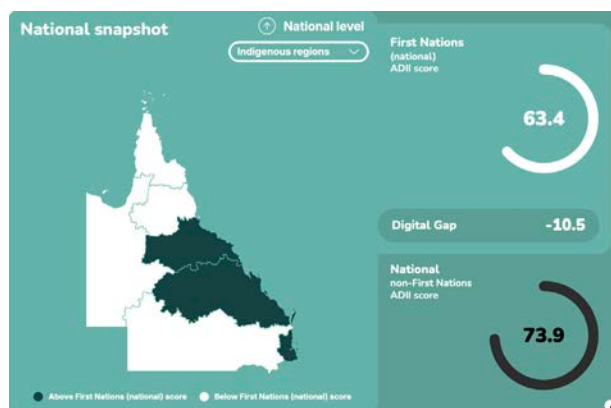 National snapshot
National level
Indigenous regions
First Nations
(national)
ADII score
63.4
Digital Gap
-10.5
National
non-First Nations
ADII score
73.9
Above First Nations (national) score
Below First Nations (national) score